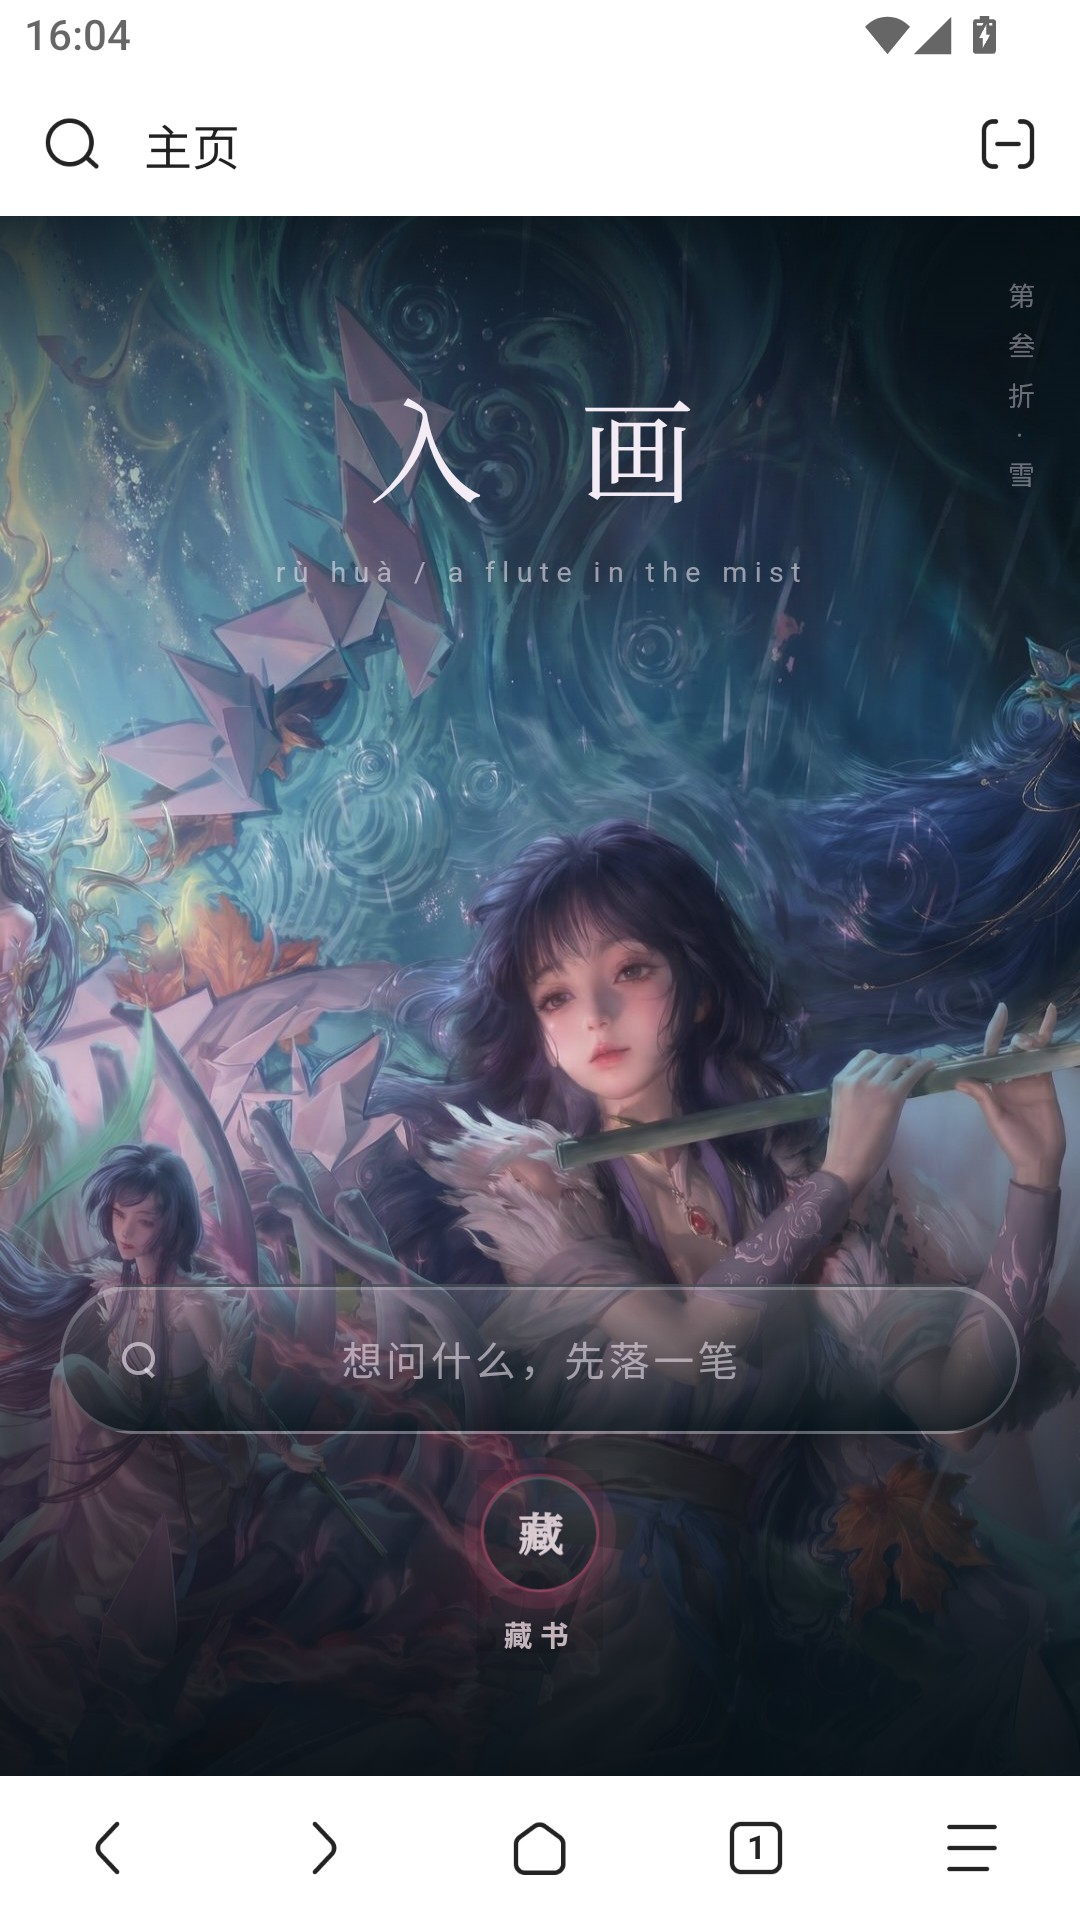 16:04
主页
第叁折·雪
入画
rù huà / a flute in the mist
想问什么，先落一笔
藏
藏书
1